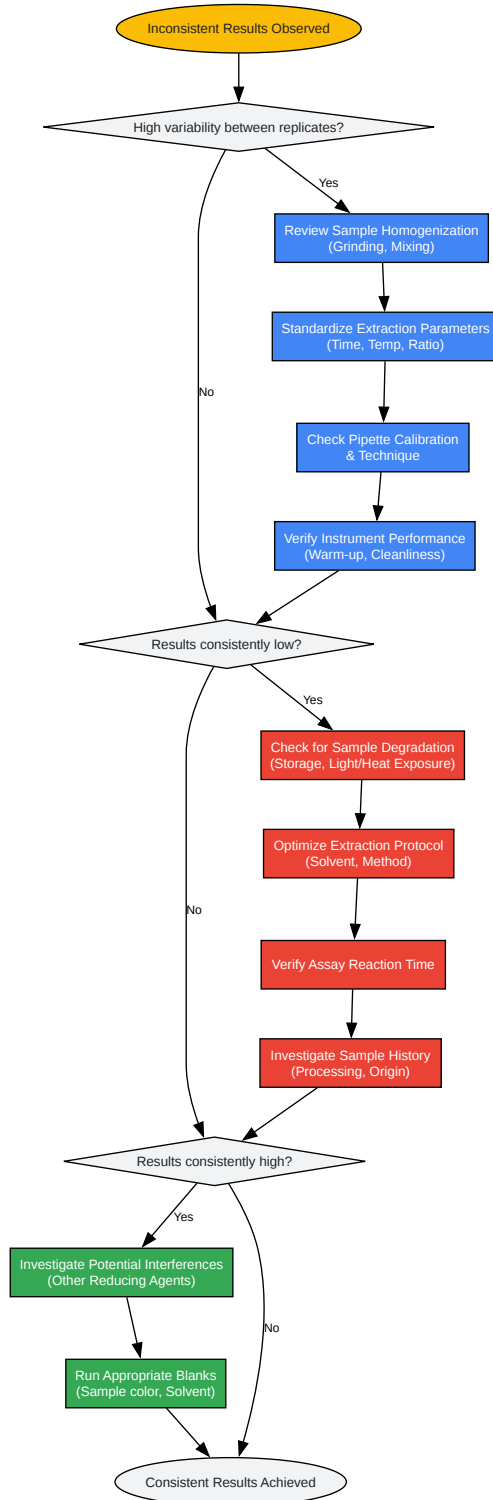 Inconsistent Results Observed
High variability between replicates?
Yes
Review Sample Homogenization
(Grinding, Mixing)
Standardize Extraction Parameters
(Time, Temp, Ratio)
No
Check Pipette Calibration
& Technique
Verify Instrument Performance
(Warm-up, Cleanliness)
Results consistently low?
Yes
Check for Sample Degradation
(Storage, Light/Heat Exposure)
Optimize Extraction Protocol
(Solvent, Method)
No
Verify Assay Reaction Time
Investigate Sample History
(Processing, Origin)
Results consistently high?
Yes
Investigate Potential Interferences
(Other Reducing Agents)
No
Run Appropriate Blanks
(Sample color, Solvent)
Consistent Results Achieved